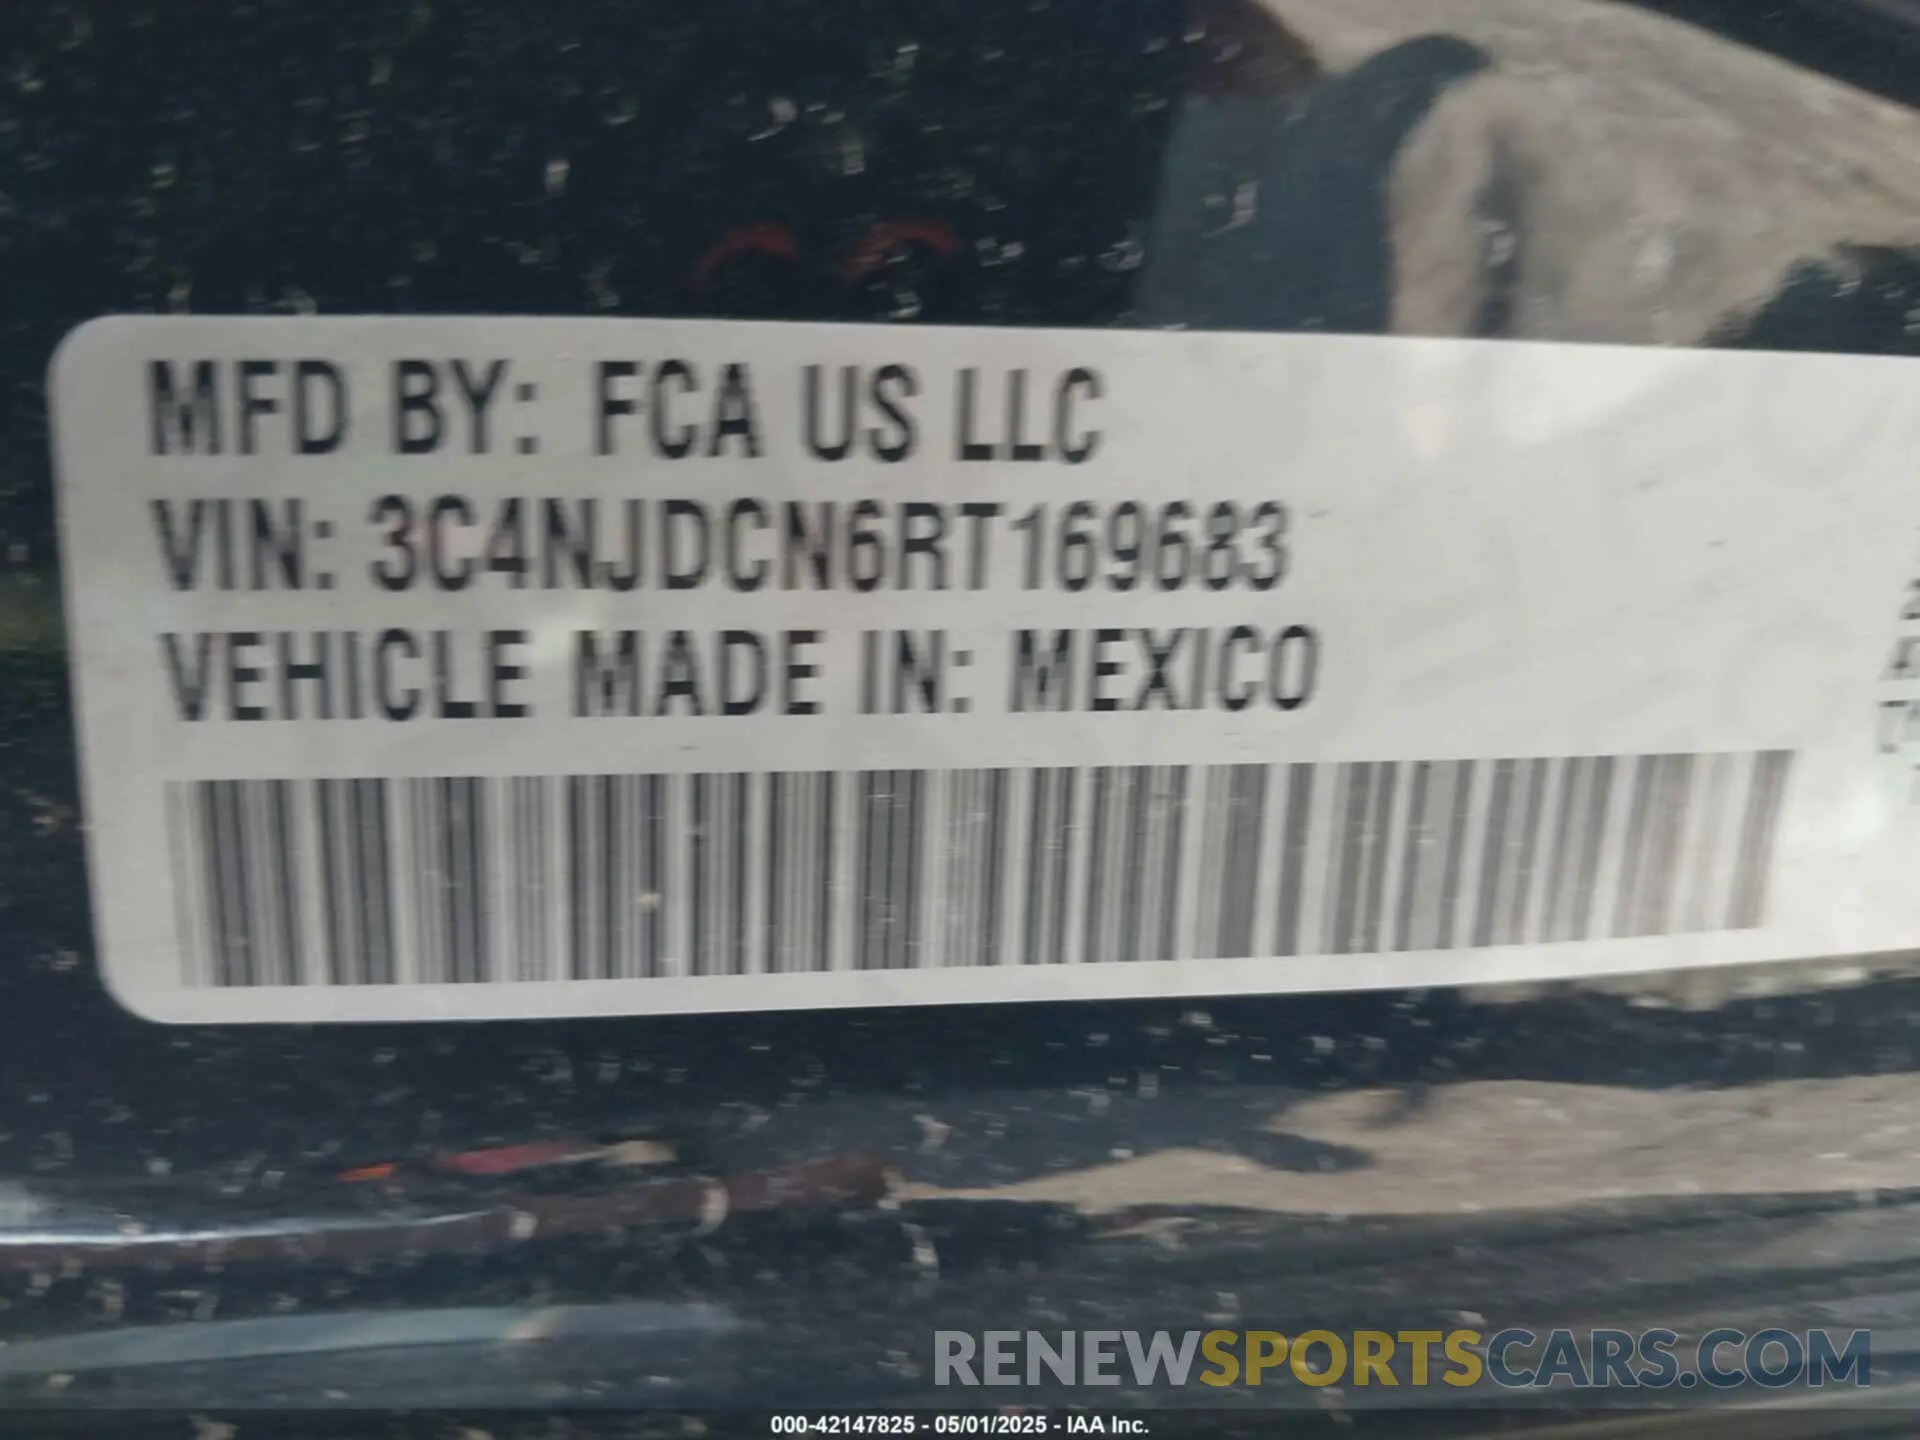 MFD BY: FCA US LLC
VIN: 3C4NJDCN6RT169683
VEHICLE MADE IN: MEXICO
RENEWSPORTSCARS.COM
000-42147825 - 05/01/2025 - IAA Inc.